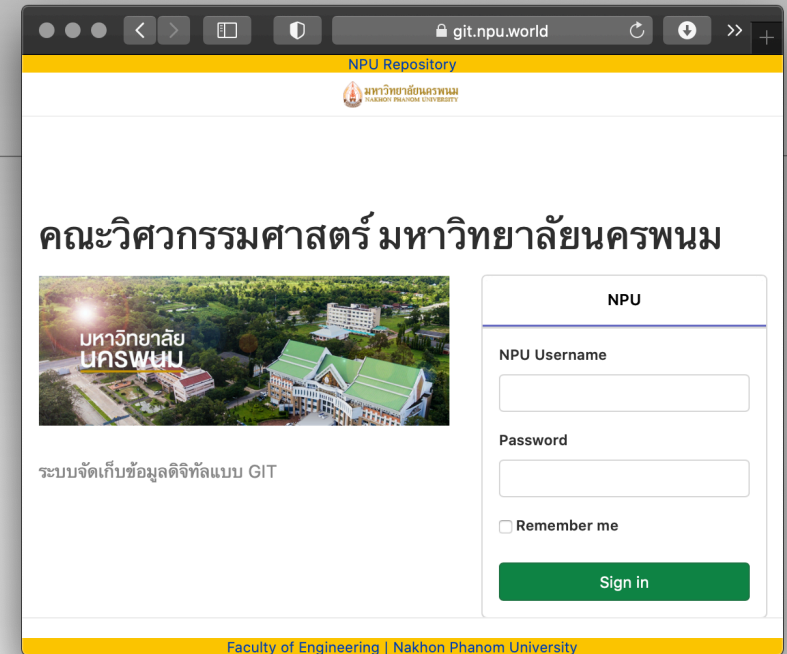 git.npu.world
NPU Repository
มหาวิทยาลัยนครพนม
NAKHON PHANOM UNIVERSITY
คณะวิศวกรรมศาสตร์ มหาวิทยาลัยนครพนม
มหาวิทยาลัย
นครพนม
ระบบจัดเก็บข้อมูลดิจิทัลแบบ GIT
NPU
NPU Username
Password
Remember me
Sign in
Faculty of Engineering | Nakhon Phanom University